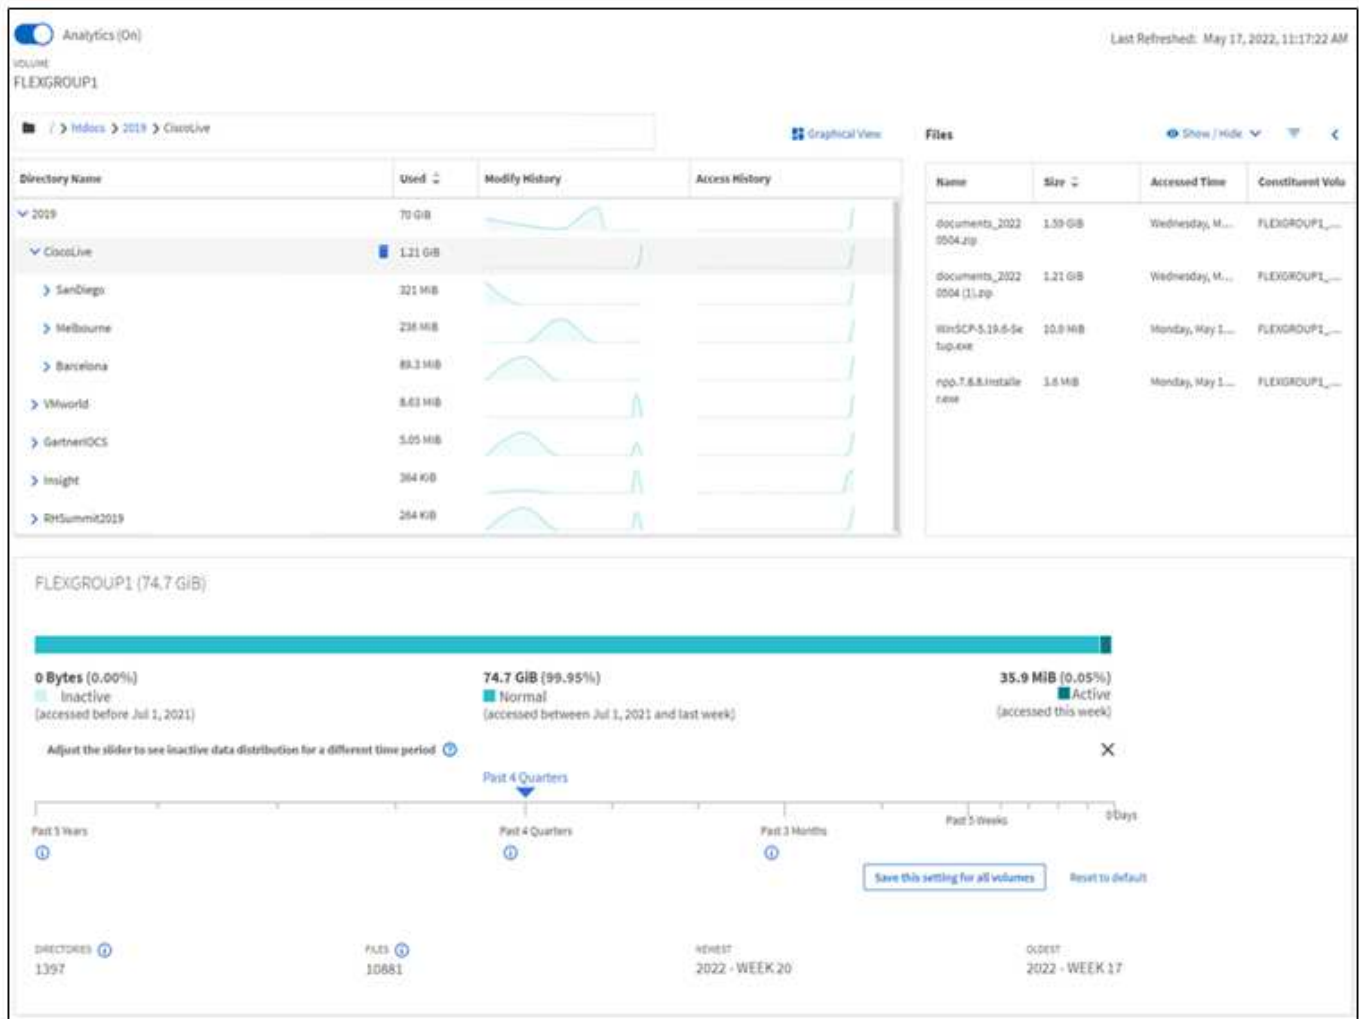 Analytics (On)
Last Refreshed: May 17, 2022, 11:17:22 AM
VOLUME
FLEXGROUP1
/ > htdocs > 2019 > CiscoLive
Graphical View
Files
Show / Hide
Directory Name Used Modify History Access History
Name Size Accessed Time Constituent Volu
2019 70 GiB
CiscoLive 1.21 GiB
SanDiego 321 MiB
Melbourne 236 MiB
Barcelona 89.3 MiB
VMworld 8.63 MiB
GartnerIOCS 5.05 MiB
Insight 364 KiB
RHSummit2019 264 KiB
documents_2022 1.59 GiB Wednesday, M... FLEXGROUP1_...
0504.zip
documents_2022 1.21 GiB Wednesday, M... FLEXGROUP1_...
0504 (1).zip
WinSCP-5.19.6-Se 10.9 MiB Monday, May 1... FLEXGROUP1_...
tup.exe
npp.7.8.8.Installe 3.6 MiB Monday, May 1... FLEXGROUP1_...
r.exe
FLEXGROUP1 (74.7 GiB)
0 Bytes (0.00%)
Inactive
(accessed before Jul 1, 2021)
74.7 GiB (99.95%)
Normal
(accessed between Jul 1, 2021 and last week)
35.9 MiB (0.05%)
Active
(accessed this week)
Adjust the slider to see inactive data distribution for a different time period
Past 4 Quarters
Past 5 Years
Past 4 Quarters
Past 3 Months
Past 5 Weeks
0 Days
Save this setting for all volumes
Reset to default
DIRECTORIES
1397
FILES
10881
NEWEST
2022 - WEEK 20
OLDEST
2022 - WEEK 17